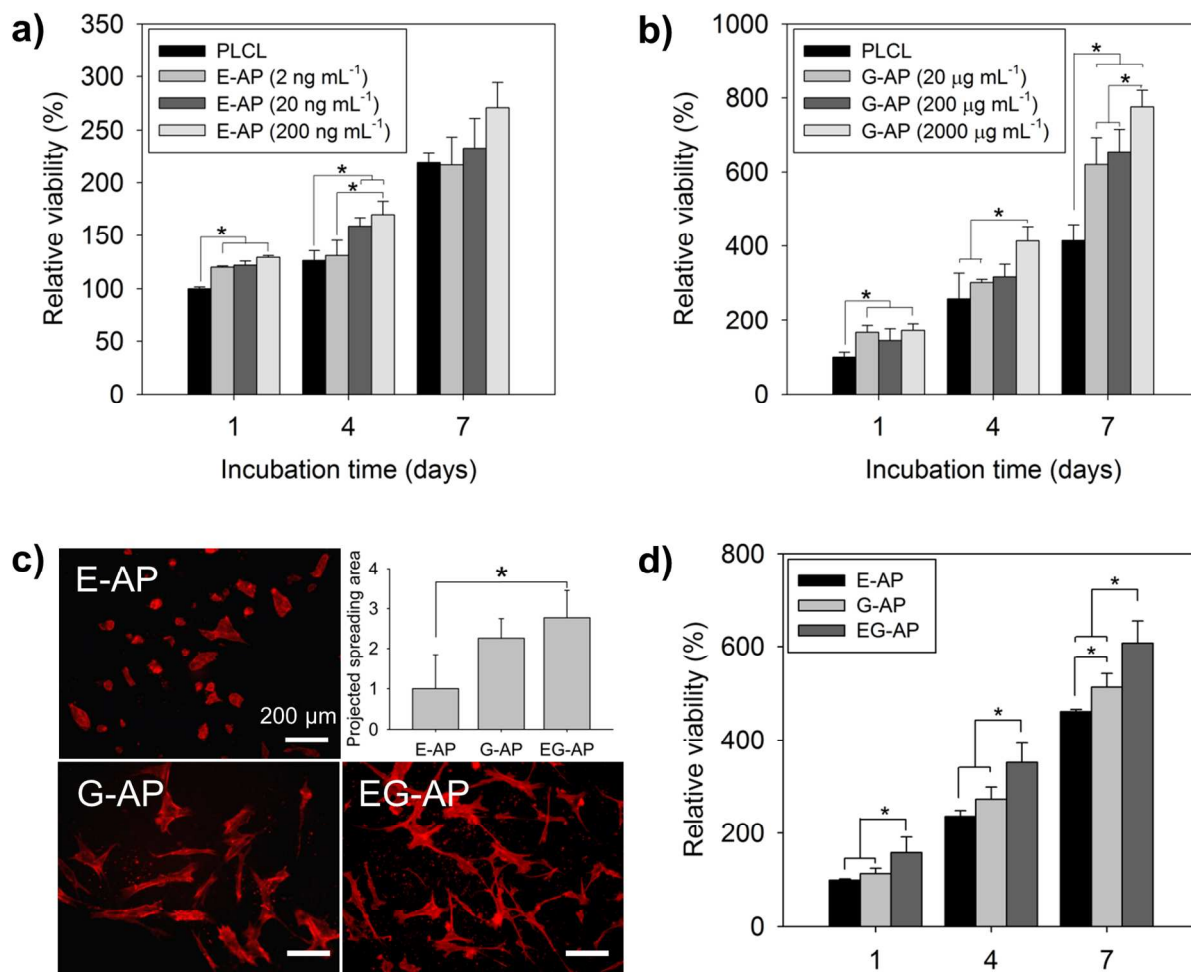 a)
350
300
250
200
150
100
50
0
Relative viability (%)
PLCL
E-AP (2 ng mL⁻¹)
E-AP (20 ng mL⁻¹)
E-AP (200 ng mL⁻¹)
*
*
*
1 4 7
Incubation time (days)
b)
1000
800
600
400
200
0
Relative viability (%)
PLCL
G-AP (20 μg mL⁻¹)
G-AP (200 μg mL⁻¹)
G-AP (2000 μg mL⁻¹)
*
*
*
*
1 4 7
Incubation time (days)
c)
E-AP
200 μm
Projected spreading area
4
3
2
1
0
*
E-AP G-AP EG-AP
G-AP
EG-AP
d)
800
600
400
200
0
Relative viability (%)
E-AP
G-AP
EG-AP
*
*
*
*
1 4 7